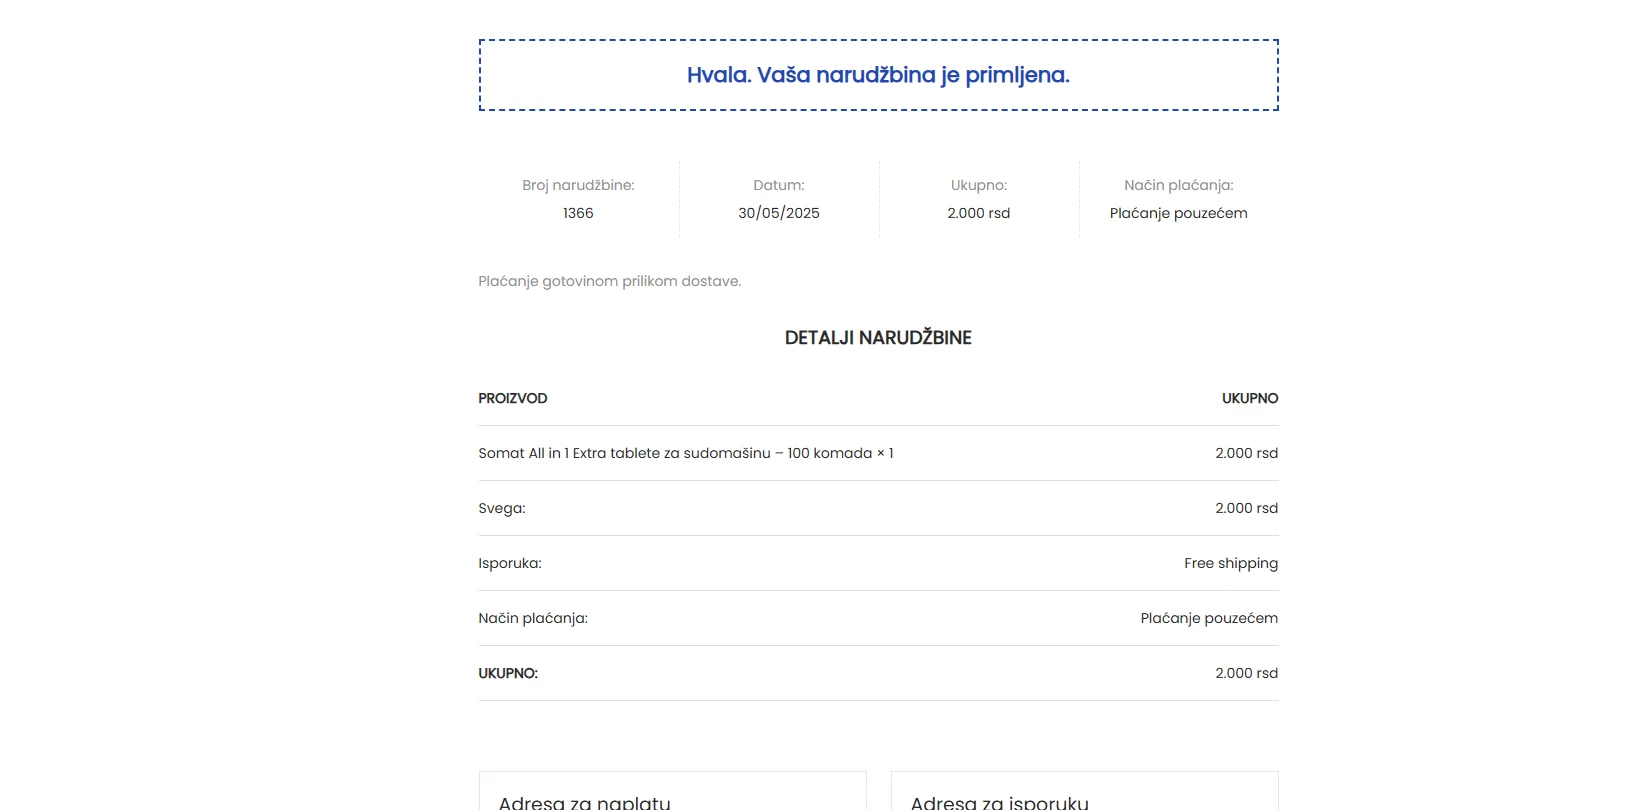 Hvala. Vaša narudžbina je primljena.
Broj narudžbine:
1366
Datum:
30/05/2025
Ukupno:
2.000 rsd
Način plaćanja:
Plaćanje pouzećem
Plaćanje gotovinom prilikom dostave.
DETALJI NARUDŽBINE
PROIZVOD UKUPNO
Somat All in 1 Extra tablete za sudomašinu – 100 komada × 1 2.000 rsd
Svega: 2.000 rsd
Isporuka: Free shipping
Način plaćanja: Plaćanje pouzećem
UKUPNO: 2.000 rsd
Adresa za naplatu
Adresa za isporuku